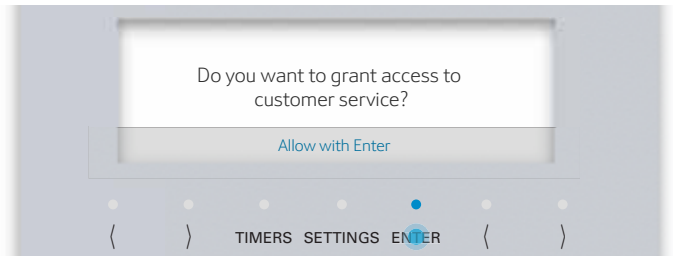 Do you want to grant access to
customer service?
Allow with Enter
⟨ ⟩ TIMERS SETTINGS ENTER ⟨ ⟩